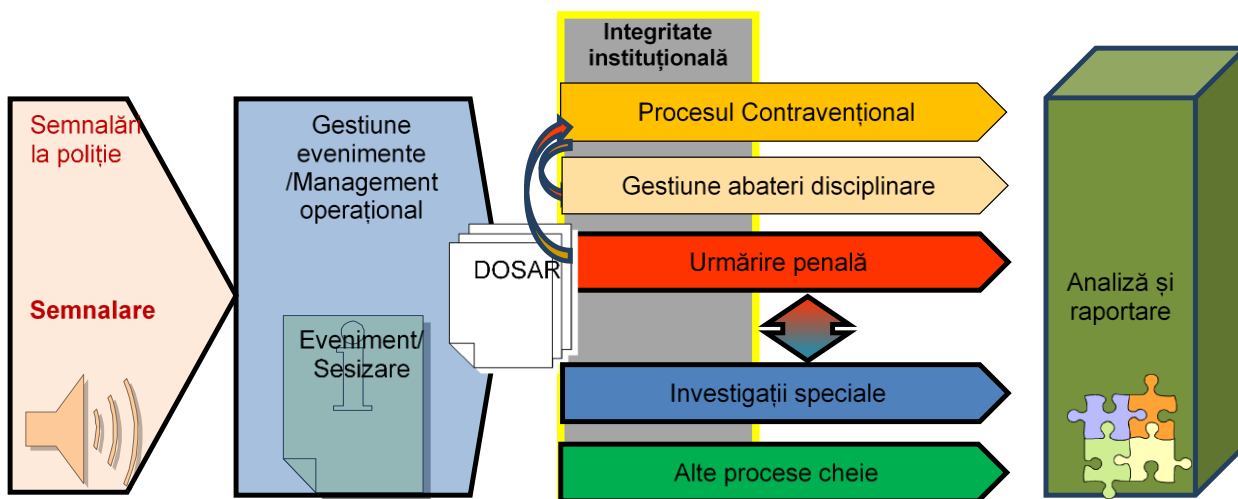 Semnalări
la poliție
Semnalare
Gestiune
evenimente
/Management
operațional
Eveniment/
Sesizare
DOSAR
Integritate
instituțională
Procesul Contravențional
Gestiune abateri disciplinare
Urmărire penală
Investigații speciale
Alte procese cheie
Analiză și
raportare